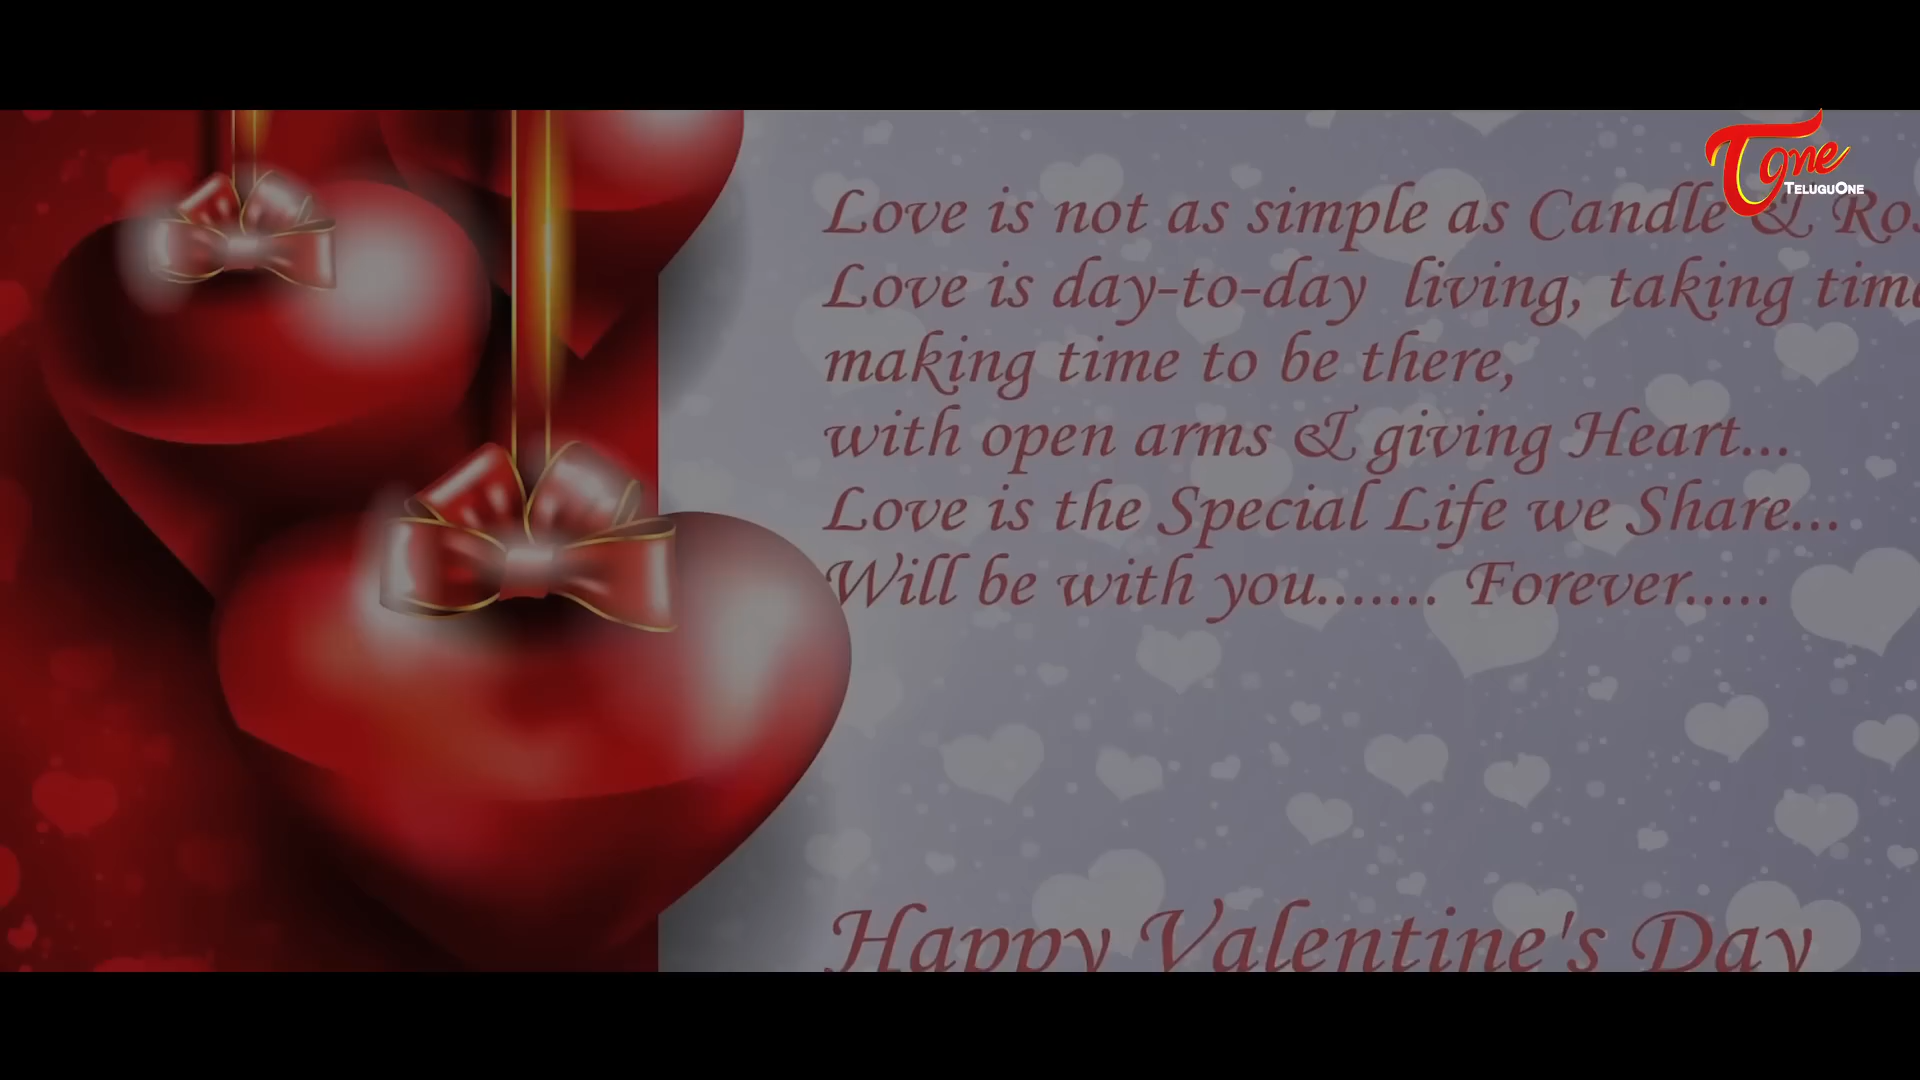 Tone
TELUGUONE
Love is not as simple as Candle &
Love is day-to-day living, taking
making time to be there,
with open arms & giving Heart...
Love is the Special Life we Share...
Will be with you....... Forever.....
Happy Valentine's Day